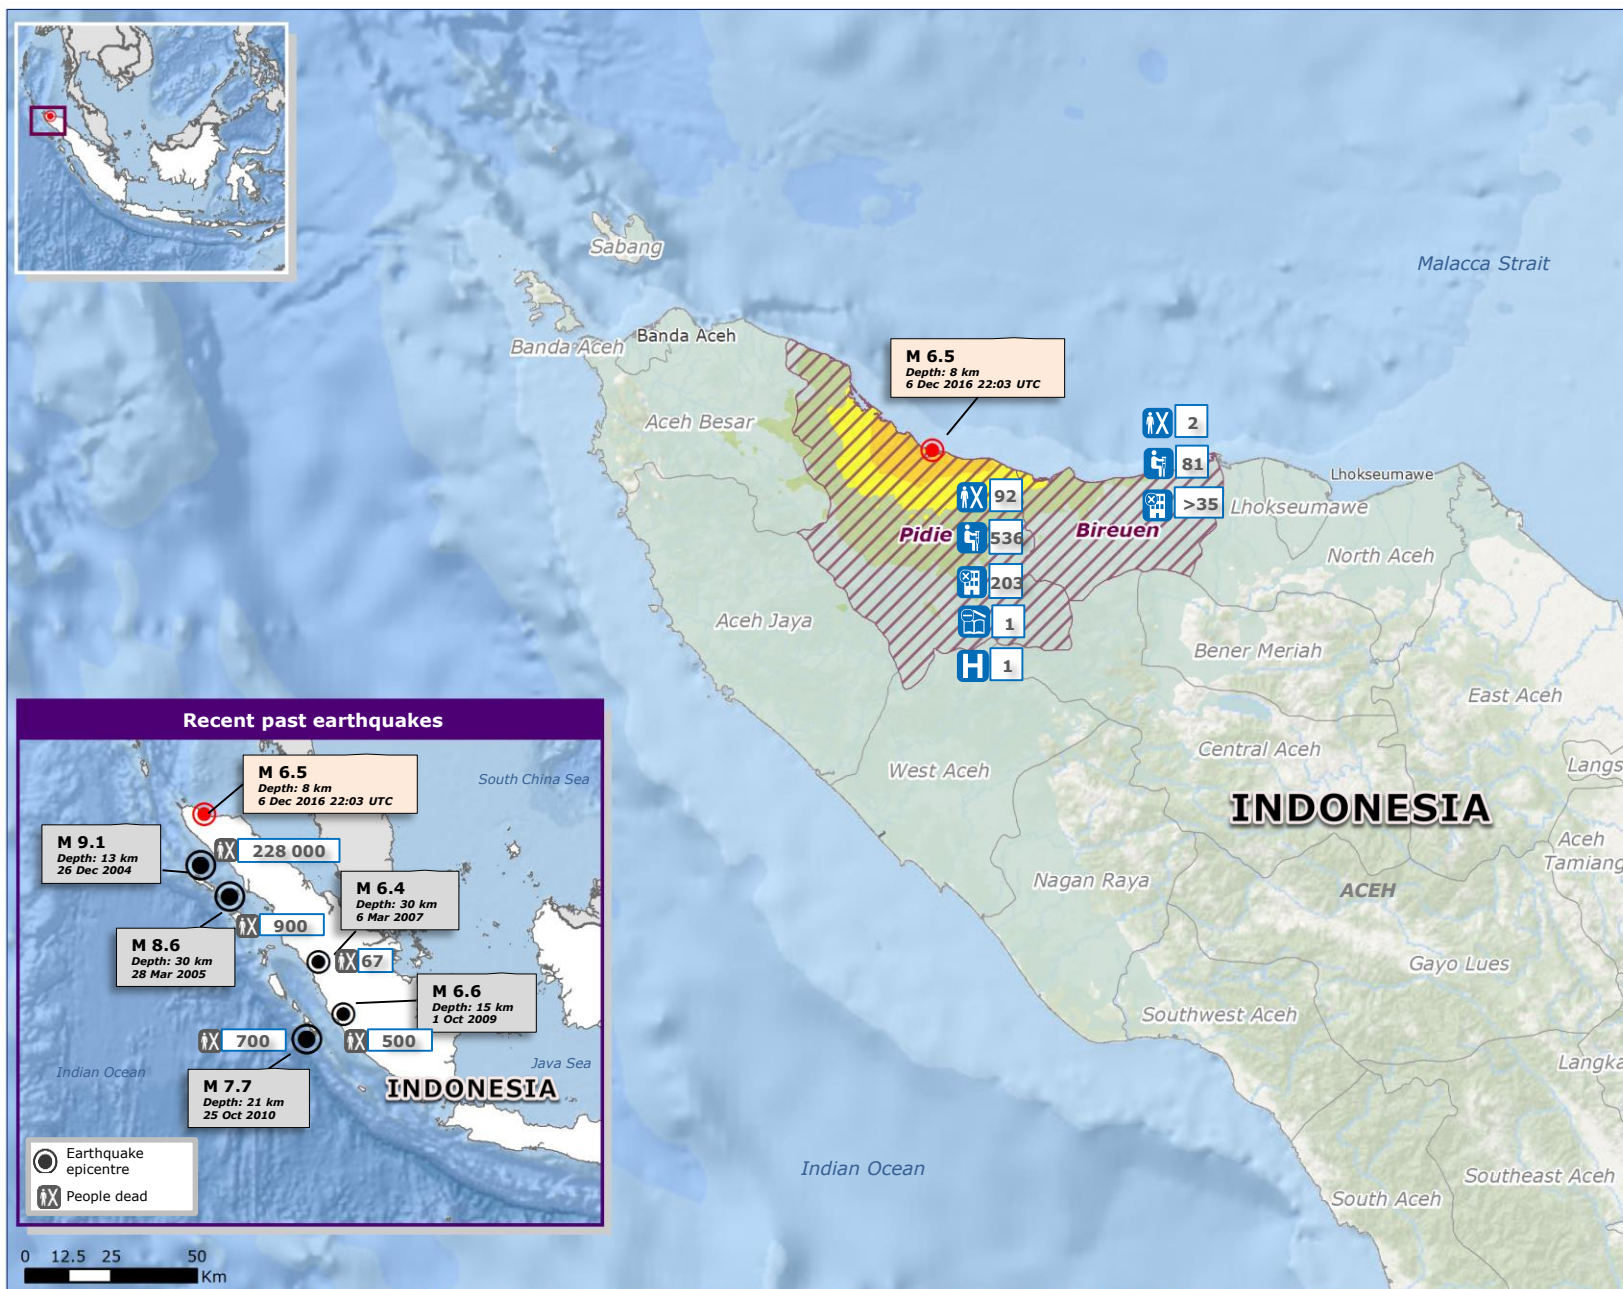 Sabang
Malacca Strait
Banda Aceh
Banda Aceh
M 6.5
Depth: 8 km
6 Dec 2016 22:03 UTC
Aceh Besar
2
81
>35
Lhokseumawe
Lhokseumawe
92
Pidie
536
Bireuen
North Aceh
203
Aceh Jaya
1
H
1
Bener Meriah
East Aceh
Central Aceh
Langs
West Aceh
INDONESIA
Aceh
Tamiang
Nagan Raya
ACEH
Gayo Lues
Southwest Aceh
Langka
Indian Ocean
Southeast Aceh
South Aceh
Recent past earthquakes
M 6.5
Depth: 8 km
6 Dec 2016 22:03 UTC
South China Sea
M 9.1
Depth: 13 km
26 Dec 2004
228 000
M 6.4
Depth: 30 km
6 Mar 2007
900
M 8.6
Depth: 30 km
28 Mar 2005
67
M 6.6
Depth: 15 km
1 Oct 2009
700
500
Indian Ocean
Java Sea
M 7.7
Depth: 21 km
25 Oct 2010
INDONESIA
Earthquake
epicentre
People dead
0 12.5 25 50
Km